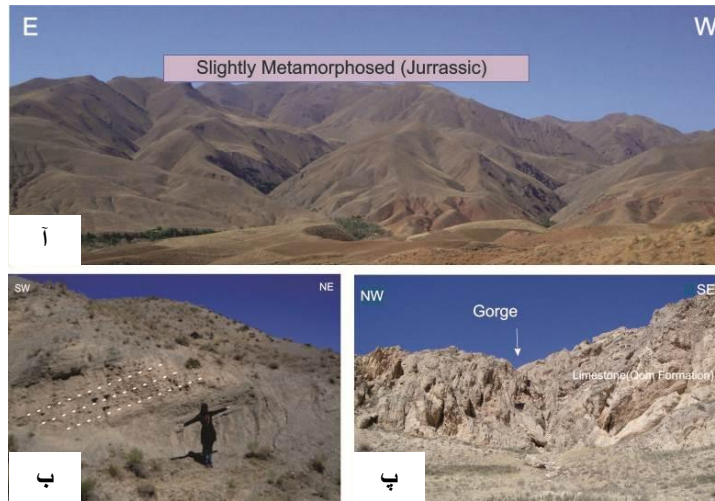 E
W
Slightly Metamorphosed (Jurrassic)
آ
SW
NE
ب
NW
SE
Gorge
Limestone(Qom Formation)
پ